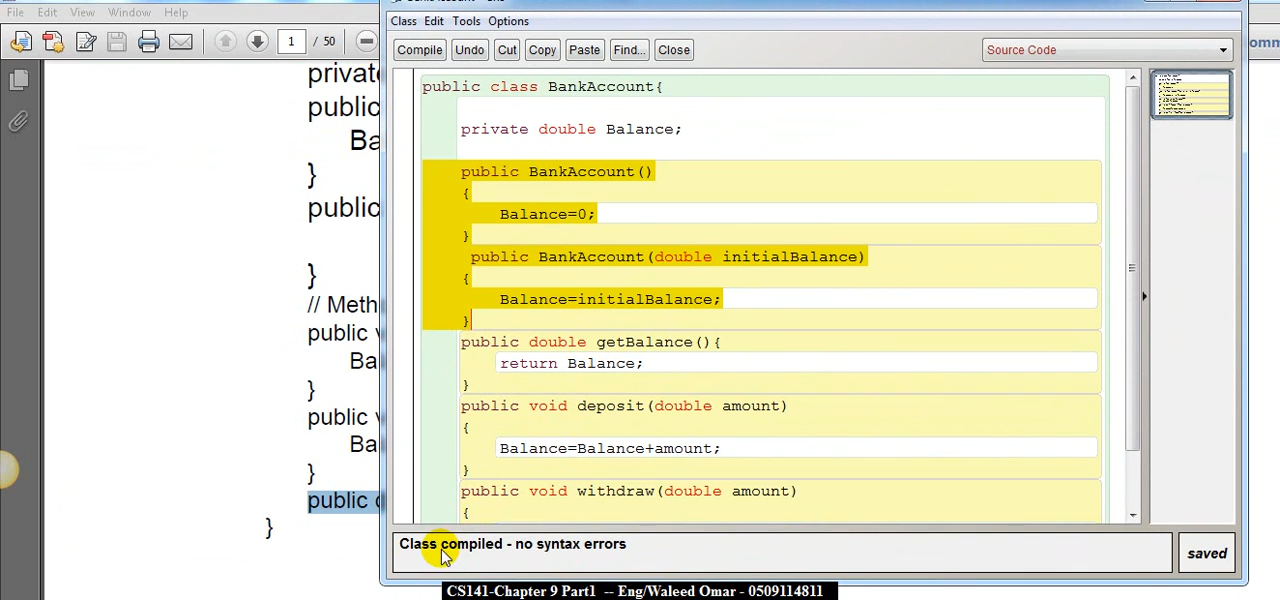 File Edit View Window Help
Class Edit Tools Options
1 / 50
Compile Undo Cut Copy Paste Find... Close Source Code
public class BankAccount{
private double Balance;
public BankAccount()
{
Balance=0;
}
public BankAccount(double initialBalance)
{
Balance=initialBalance;
}
public double getBalance(){
return Balance;
}
public void deposit(double amount)
{
Balance=Balance+amount;
}
public void withdraw(double amount)
{
Class compiled - no syntax errors
saved
public
Ba
}
public
}
// Meth
public v
Ba
}
public v
Ba
}
public
}
CS141-Chapter 9 Part1 -- Eng/Waleed Omar - 0509114811